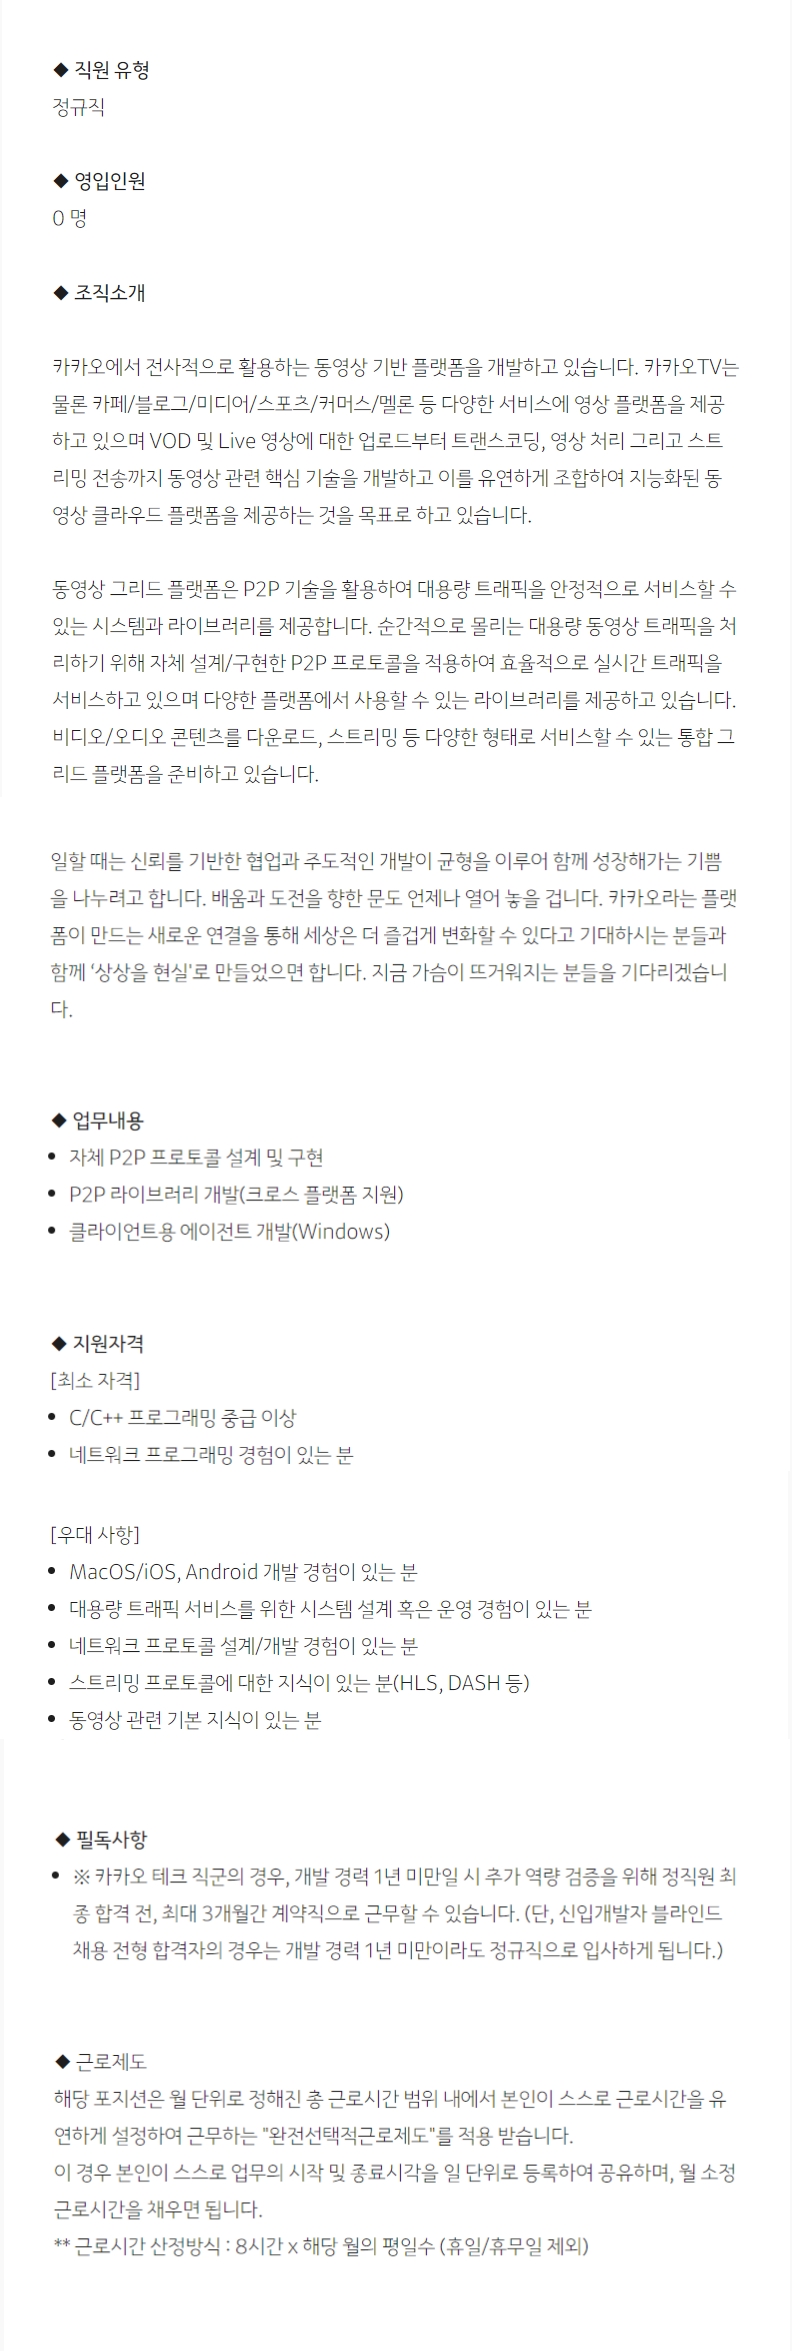 ◆ 직원 유형
정규직
◆ 영입인원
0 명
◆ 조직소개
카카오에서 전사적으로 활용하는 동영상 기반 플랫폼을 개발하고 있습니다. 카카오TV는
물론 카페/블로그/미디어/스포츠/커머스/멜론 등 다양한 서비스에 영상 플랫폼을 제공
하고 있으며 VOD 및 Live 영상에 대한 업로드부터 트랜스코딩, 영상 처리 그리고 스트
리밍 전송까지 동영상 관련 핵심 기술을 개발하고 이를 유연하게 조합하여 지능화된 동
영상 클라우드 플랫폼을 제공하는 것을 목표로 하고 있습니다.
동영상 그리드 플랫폼은 P2P 기술을 활용하여 대용량 트래픽을 안정적으로 서비스할 수
있는 시스템과 라이브러리를 제공합니다. 순간적으로 몰리는 대용량 동영상 트래픽을 처
리하기 위해 자체 설계/구현한 P2P 프로토콜을 적용하여 효율적으로 실시간 트래픽을
서비스하고 있으며 다양한 플랫폼에서 사용할 수 있는 라이브러리를 제공하고 있습니다.
비디오/오디오 콘텐츠를 다운로드, 스트리밍 등 다양한 형태로 서비스할 수 있는 통합 그
리드 플랫폼을 준비하고 있습니다.
일할 때는 신뢰를 기반한 협업과 주도적인 개발이 균형을 이루어 함께 성장해가는 기쁨
을 나누려고 합니다. 배움과 도전을 향한 문도 언제나 열어 놓을 겁니다. 카카오라는 플랫
폼이 만드는 새로운 연결을 통해 세상은 더 즐겁게 변화할 수 있다고 기대하시는 분들과
함께 ‘상상을 현실'로 만들었으면 합니다. 지금 가슴이 뜨거워지는 분들을 기다리겠습니
다.
◆ 업무내용
• 자체 P2P 프로토콜 설계 및 구현
• P2P 라이브러리 개발(크로스 플랫폼 지원)
• 클라이언트용 에이전트 개발(Windows)
◆ 지원자격
[최소 자격]
• C/C++ 프로그래밍 중급 이상
• 네트워크 프로그래밍 경험이 있는 분
[우대 사항]
• MacOS/iOS, Android 개발 경험이 있는 분
• 대용량 트래픽 서비스를 위한 시스템 설계 혹은 운영 경험이 있는 분
• 네트워크 프로토콜 설계/개발 경험이 있는 분
• 스트리밍 프로토콜에 대한 지식이 있는 분(HLS, DASH 등)
• 동영상 관련 기본 지식이 있는 분
◆ 필독사항
• ※ 카카오 테크 직군의 경우, 개발 경력 1년 미만일 시 추가 역량 검증을 위해 정직원 최
종 합격 전, 최대 3개월간 계약직으로 근무할 수 있습니다. (단, 신입개발자 블라인드
채용 전형 합격자의 경우는 개발 경력 1년 미만이라도 정규직으로 입사하게 됩니다.)
◆ 근로제도
해당 포지션은 월 단위로 정해진 총 근로시간 범위 내에서 본인이 스스로 근로시간을 유
연하게 설정하여 근무하는 "완전선택적근로제도"를 적용 받습니다.
이 경우 본인이 스스로 업무의 시작 및 종료시각을 일 단위로 등록하여 공유하며, 월 소정
근로시간을 채우면 됩니다.
** 근로시간 산정방식 : 8시간 x 해당 월의 평일수 (휴일/휴무일 제외)